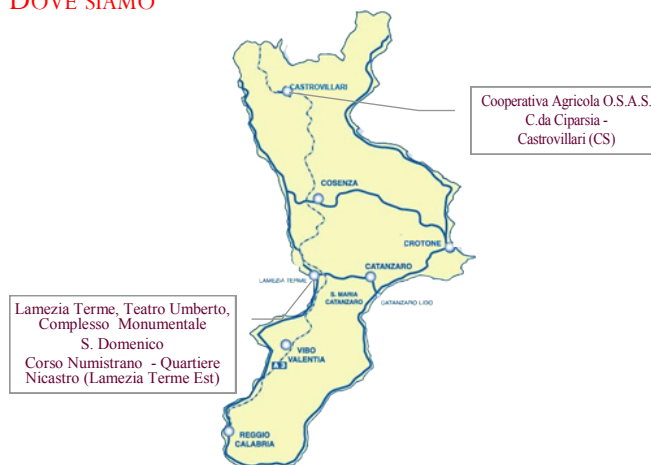 DOVE SIAMO
CASTROVILLARI
Cooperativa Agricola O.S.A.S.
C.da Ciparsia -
Castrovillari (CS)
COSENZA
CROTONE
CATANZARO
LAMEZIA TERME
S. MARIA
CATANZARO
CATANZARO LIDO
Lamezia Terme, Teatro Umberto,
Complesso Monumentale
S. Domenico
Corso Numistrano - Quartiere
Nicastro (Lamezia Terme Est)
VIBO
VALENTIA
A3
REGGIO
CALABRIA